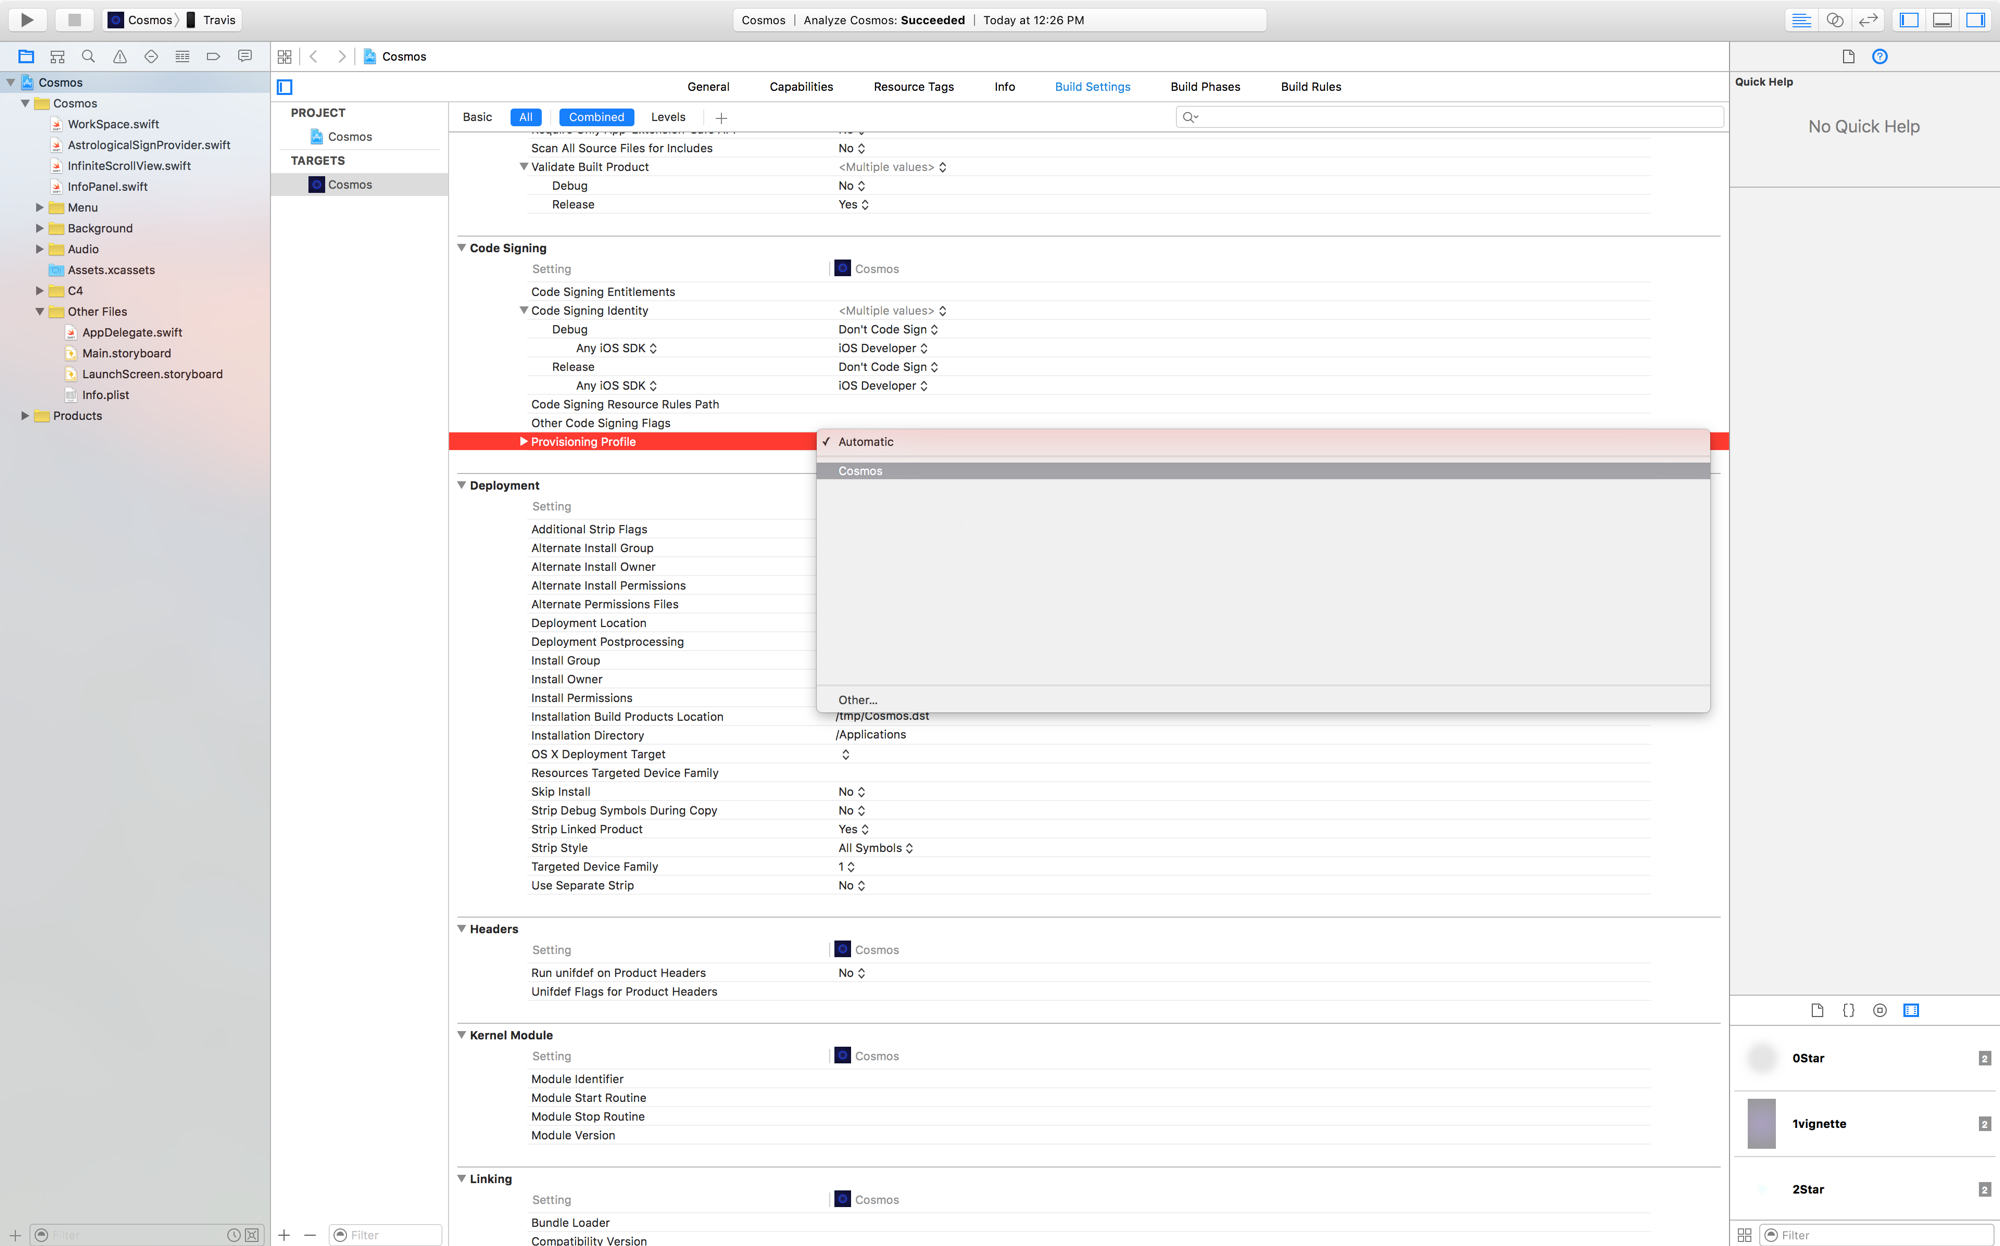 Cosmos Travis
Cosmos | Analyze Cosmos: Succeeded | Today at 12:26 PM
Cosmos
Quick Help
No Quick Help
Cosmos
Cosmos
WorkSpace.swift
AstrologicalSignProvider.swift
InfiniteScrollView.swift
InfoPanel.swift
Menu
Background
Audio
Assets.xcassets
C4
Other Files
AppDelegate.swift
Main.storyboard
LaunchScreen.storyboard
Info.plist
Products
Filter
General Capabilities Resource Tags Info Build Settings Build Phases Build Rules
PROJECT
Cosmos
TARGETS
Cosmos
Filter
Basic All Combined Levels
Require Only App-Extension-Safe API No
Scan All Source Files for Includes No
Validate Built Product <Multiple values>
Debug No
Release Yes
Code Signing
Setting Cosmos
Code Signing Entitlements
Code Signing Identity <Multiple values>
Debug Don't Code Sign
Any iOS SDK iOS Developer
Release Don't Code Sign
Any iOS SDK iOS Developer
Code Signing Resource Rules Path
Other Code Signing Flags
Provisioning Profile ✓ Automatic
Cosmos
Other...
Deployment
Setting
Additional Strip Flags
Alternate Install Group
Alternate Install Owner
Alternate Install Permissions
Alternate Permissions Files
Deployment Location
Deployment Postprocessing
Install Group
Install Owner
Install Permissions
Installation Build Products Location /tmp/Cosmos.dst
Installation Directory /Applications
OS X Deployment Target
Resources Targeted Device Family
Skip Install No
Strip Debug Symbols During Copy No
Strip Linked Product Yes
Strip Style All Symbols
Targeted Device Family 1
Use Separate Strip No
Headers
Setting Cosmos
Run unifdef on Product Headers No
Unifdef Flags for Product Headers
Kernel Module
Setting Cosmos
Module Identifier
Module Start Routine
Module Stop Routine
Module Version
Linking
Setting Cosmos
Bundle Loader
Compatibility Version
0Star 2
1vignette 2
2Star 2
Filter